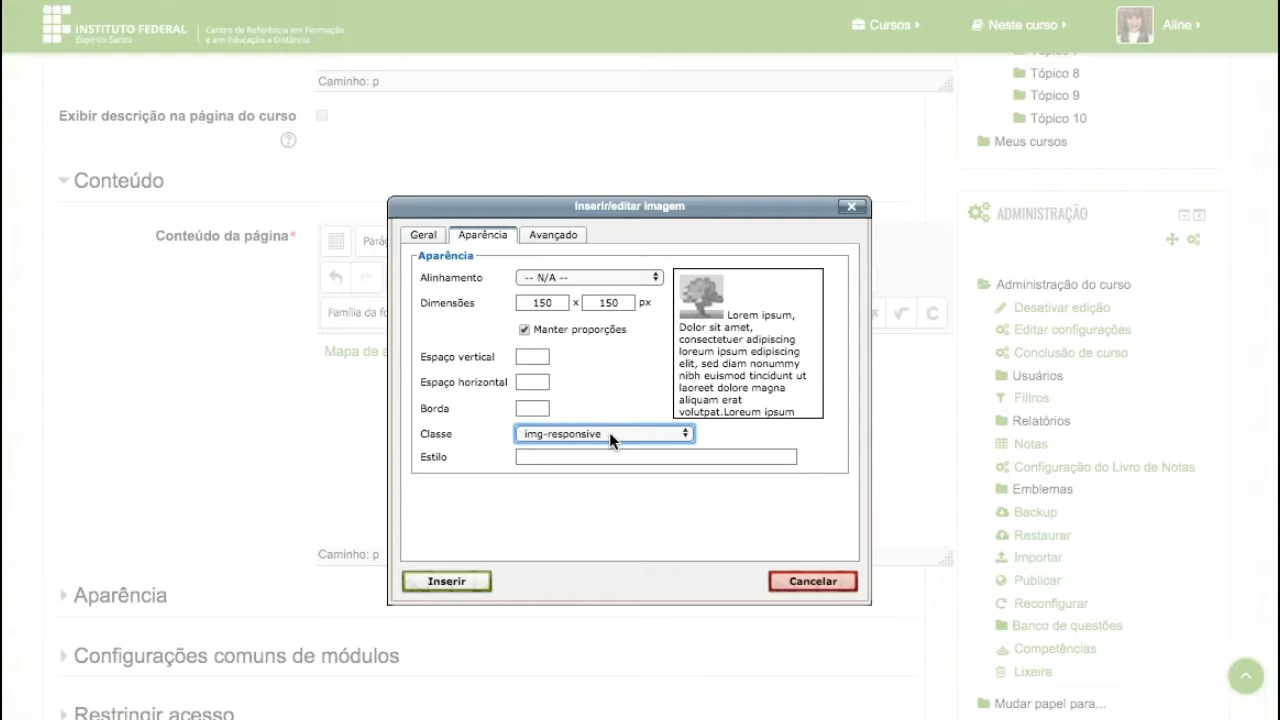 INSTITUTO FEDERAL
Espírito Santo
Centro de Referência em Formação
e em Educação a Distância
Cursos
Neste curso
Aline
Caminho: p
Exibir descrição na página do curso
Conteúdo
Conteúdo da página*
Pará
Família da fo
Mapa de a
Caminho: p
Aparência
Configurações comuns de módulos
Restringir acesso
Inserir/editar imagem
Geral
Aparência
Avançado
Aparência
Alinhamento
-- N/A --
Dimensões
150 x 150 px
Manter proporções
Espaço vertical
Espaço horizontal
Borda
Classe
img-responsive
Estilo
Lorem ipsum,
Dolor sit amet,
consectetuer adipiscing
loreum ipsum edipiscing
elit, sed diam nonummy
nibh euismod tincidunt ut
laoreet dolore magna
aliquam erat
volutpat.Loreum ipsum
Inserir
Cancelar
Tópico 8
Tópico 9
Tópico 10
Meus cursos
ADMINISTRAÇÃO
Administração do curso
Desativar edição
Editar configurações
Conclusão de curso
Usuários
Filtros
Relatórios
Notas
Configuração do Livro de Notas
Emblemas
Backup
Restaurar
Importar
Publicar
Reconfigurar
Banco de questões
Competências
Lixeira
Mudar papel para...